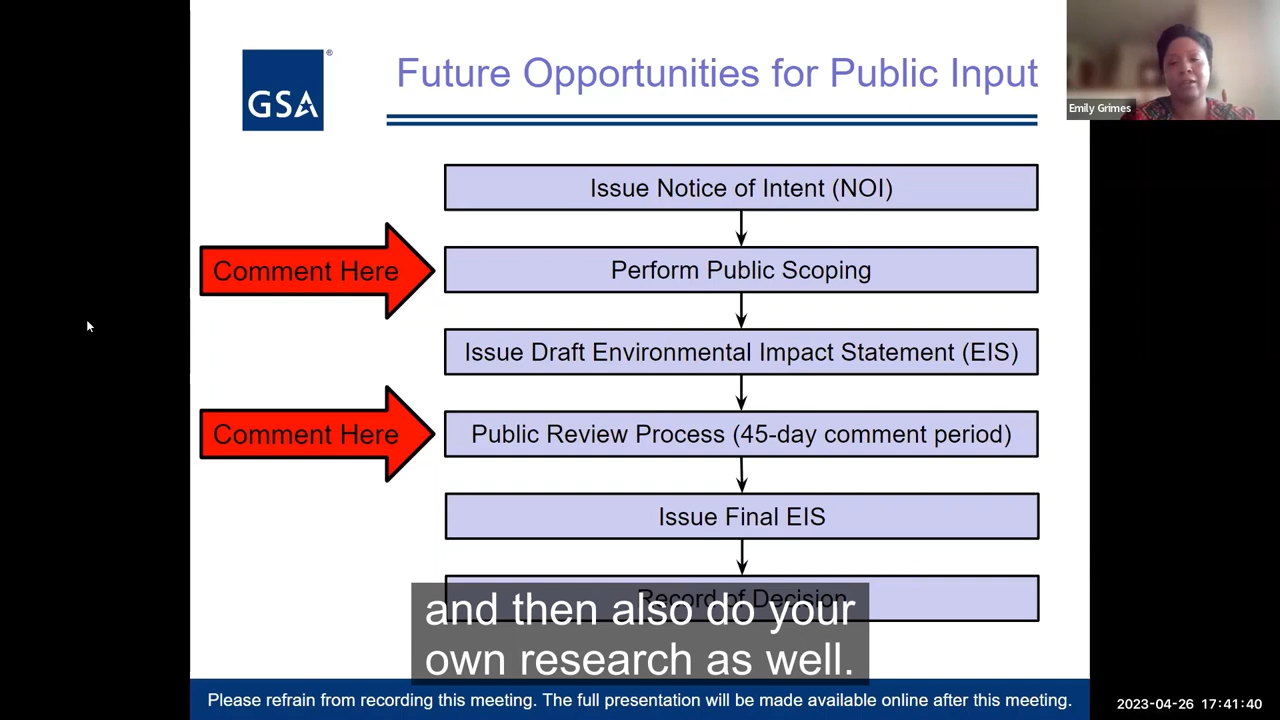 GSA
®
Future Opportunities for Public Input
Emily Grimes
Issue Notice of Intent (NOI)
Comment Here
Perform Public Scoping
Issue Draft Environmental Impact Statement (EIS)
Comment Here
Public Review Process (45-day comment period)
Issue Final EIS
Record of Decision
and then also do your
own research as well.
Please refrain from recording this meeting. The full presentation will be made available online after this meeting.
2023-04-26 17:41:40